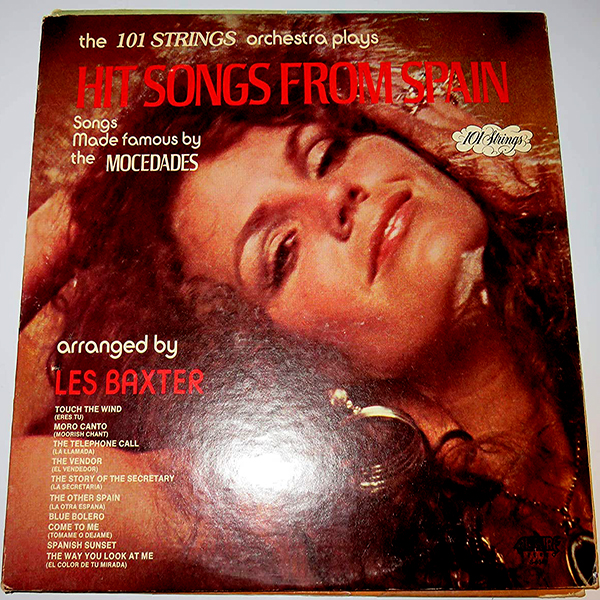 the 101 STRINGS orchestra plays
HIT SONGS FROM SPAIN
Songs
Made famous by
the MOCEDADES
101 Strings
arranged by
LES BAXTER
TOUCH THE WIND
(ERES TU)
MORO CANTO
(MOORISH CHANT)
THE TELEPHONE CALL
(LA LLAMADA)
THE VENDOR
(EL VENDEDOR)
THE STORY OF THE SECRETARY
(LA SECRETARIA)
THE OTHER SPAIN
(LA OTRA ESPANA)
BLUE BOLERO
COME TO ME
(TOMAME O DEJAME)
SPANISH SUNSET
THE WAY YOU LOOK AT ME
(EL COLOR DE TU MIRADA)